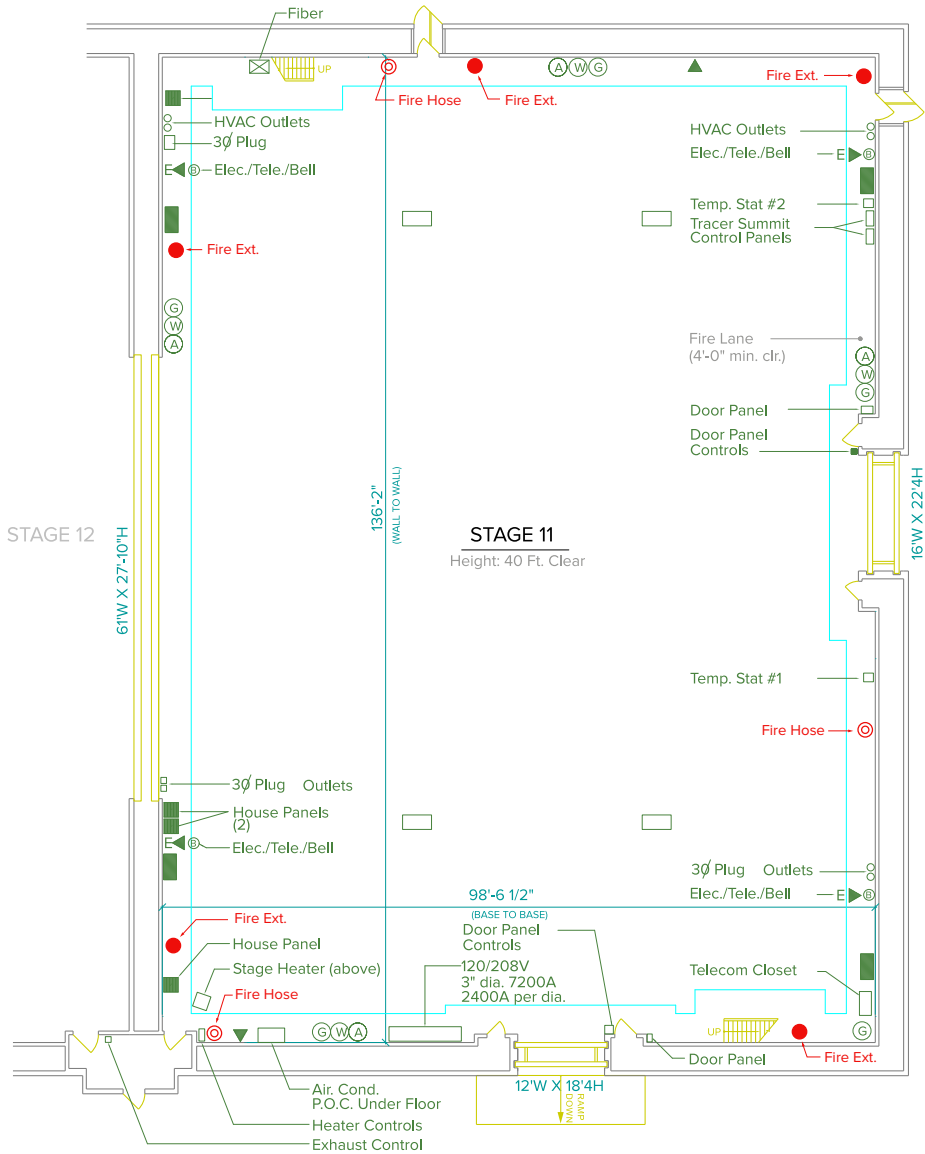 Fiber
UP
Fire Hose
Fire Ext.
A W G
Fire Ext.
HVAC Outlets
30/ Plug
E B Elec./Tele./Bell
HVAC Outlets
Elec./Tele./Bell E B
Temp. Stat #2
Tracer Summit
Control Panels
Fire Ext.
G
W
A
Fire Lane
(4'-0" min. clr.)
A
W
G
Door Panel
Door Panel
Controls
136'-2"
(WALL TO WALL)
STAGE 12
STAGE 11
Height: 40 Ft. Clear
61'W X 27'-10"H
16'W X 22'4H
Temp. Stat #1
Fire Hose
30/ Plug Outlets
House Panels
(2)
E B Elec./Tele./Bell
30/ Plug Outlets
Elec./Tele./Bell E B
98'-6 1/2"
(BASE TO BASE)
Fire Ext.
House Panel
Stage Heater (above)
Fire Hose
Door Panel
Controls
120/208V
3" dia. 7200A
2400A per dia.
Telecom Closet
G W A
UP
G
Door Panel
Fire Ext.
12'W X 18'4H
RAMP
DOWN
Air. Cond.
P.O.C. Under Floor
Heater Controls
Exhaust Control